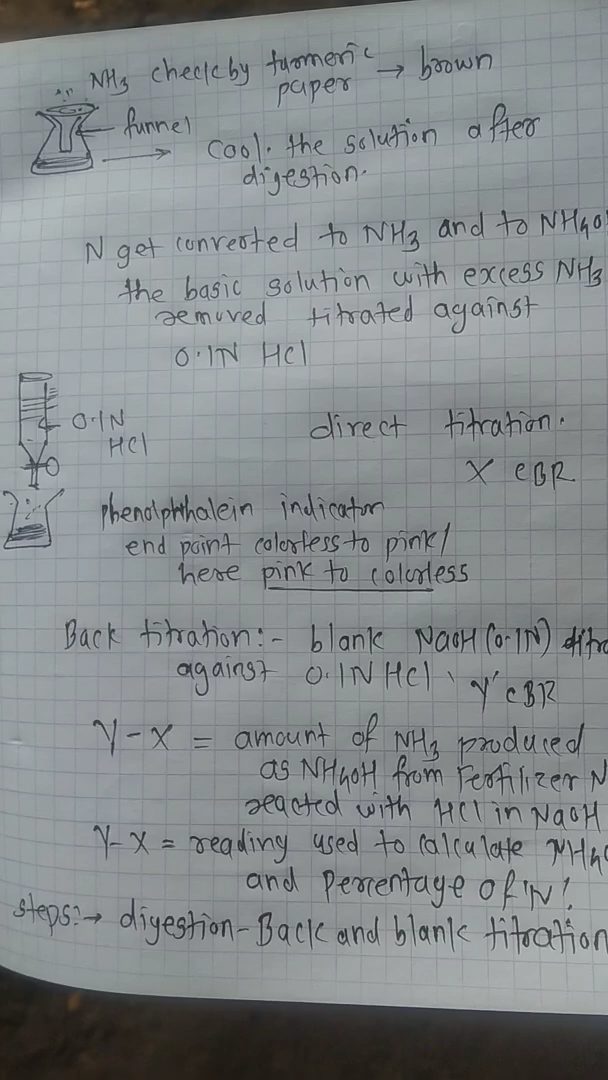 NH3 check by turmeric
paper → brown
funnel
cool. the solution after
digestion.
N get converted to NH3 and to NH4O
the basic solution with excess NH3
removed titrated against
0.1N HCl
0.1N
HCl
direct titration.
X CBR
phenolphthalein indicator
end point colorless to pink/
here pink to colorless
Back titration:- blank NaOH (0.1N) titra
against 0.1N HCl 'Y' CBR
Y-X = amount of NH3 produced
as NH4OH from Fertilizer N
reacted with HCl in NaOH
Y-X = reading used to calculate NH4O
and percentage of 'N'.
steps:→ digestion-Back and blank titration